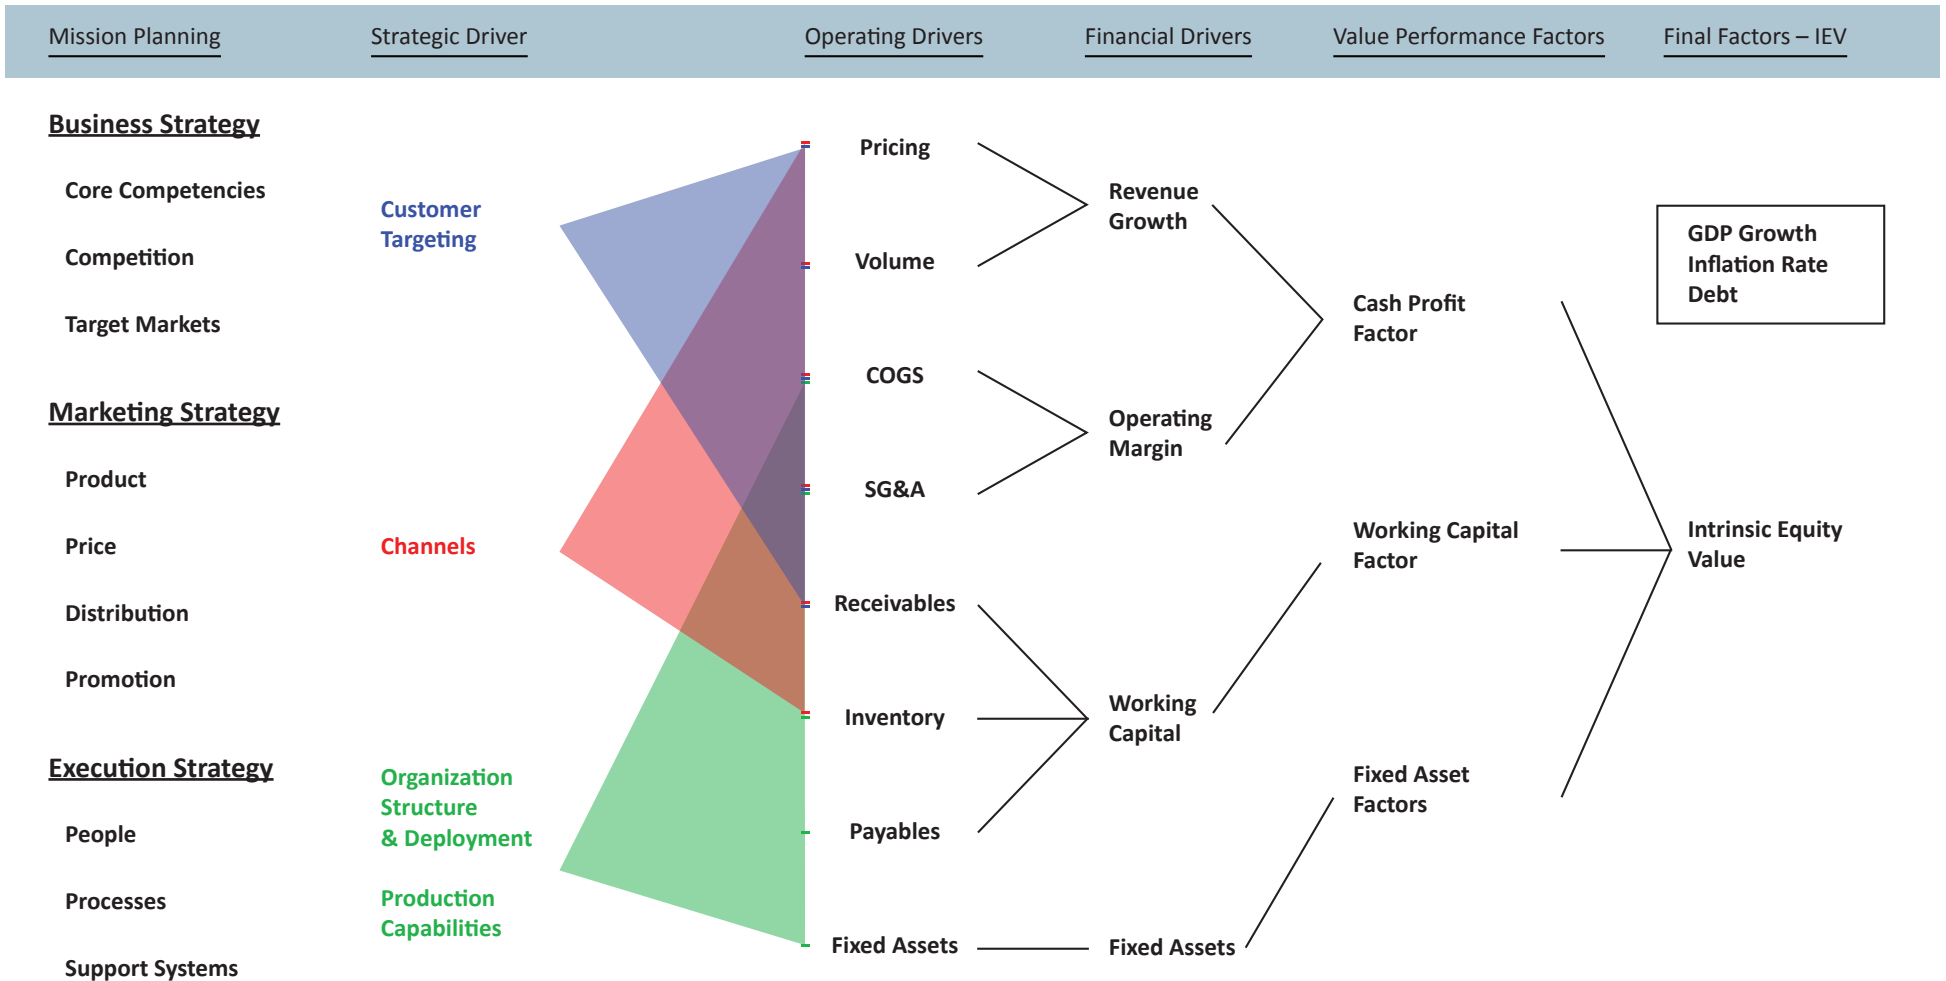 Mission Planning
Strategic Driver
Operating Drivers
Financial Drivers
Value Performance Factors
Final Factors – IEV
Business Strategy
Core Competencies
Competition
Target Markets
Marketing Strategy
Product
Price
Distribution
Promotion
Execution Strategy
People
Processes
Support Systems
Customer
Targeting
Channels
Organization
Structure
& Deployment
Production
Capabilities
Pricing
Volume
COGS
SG&A
Receivables
Inventory
Payables
Fixed Assets
Revenue
Growth
Operating
Margin
Working
Capital
Fixed Assets
Cash Profit
Factor
Working Capital
Factor
Fixed Asset
Factors
GDP Growth
Inflation Rate
Debt
Intrinsic Equity
Value